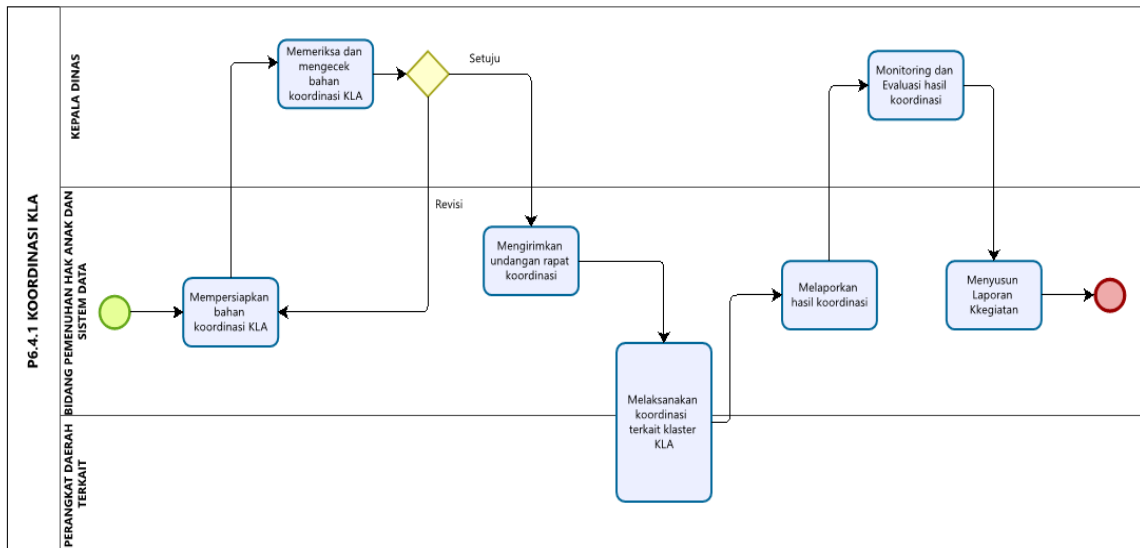 P6.4.1 KOORDINASI KLA
KEPALA DINAS
Memeriksa dan
mengecek
bahan
koordinasi KLA
Setuju
Monitoring dan
Evaluasi hasil
koordinasi
BIDANG PEMENUHAN HAK ANAK DAN
SISTEM DATA
Revisi
Mempersiapkan
bahan
koordinasi KLA
Mengirimkan
undangan rapat
koordinasi
Melaporkan
hasil koordinasi
Menyusun
Laporan
Kkegiatan
Melaksanakan
koordinasi
terkait klaster
KLA
PERANGKAT DAERAH
TERKAIT